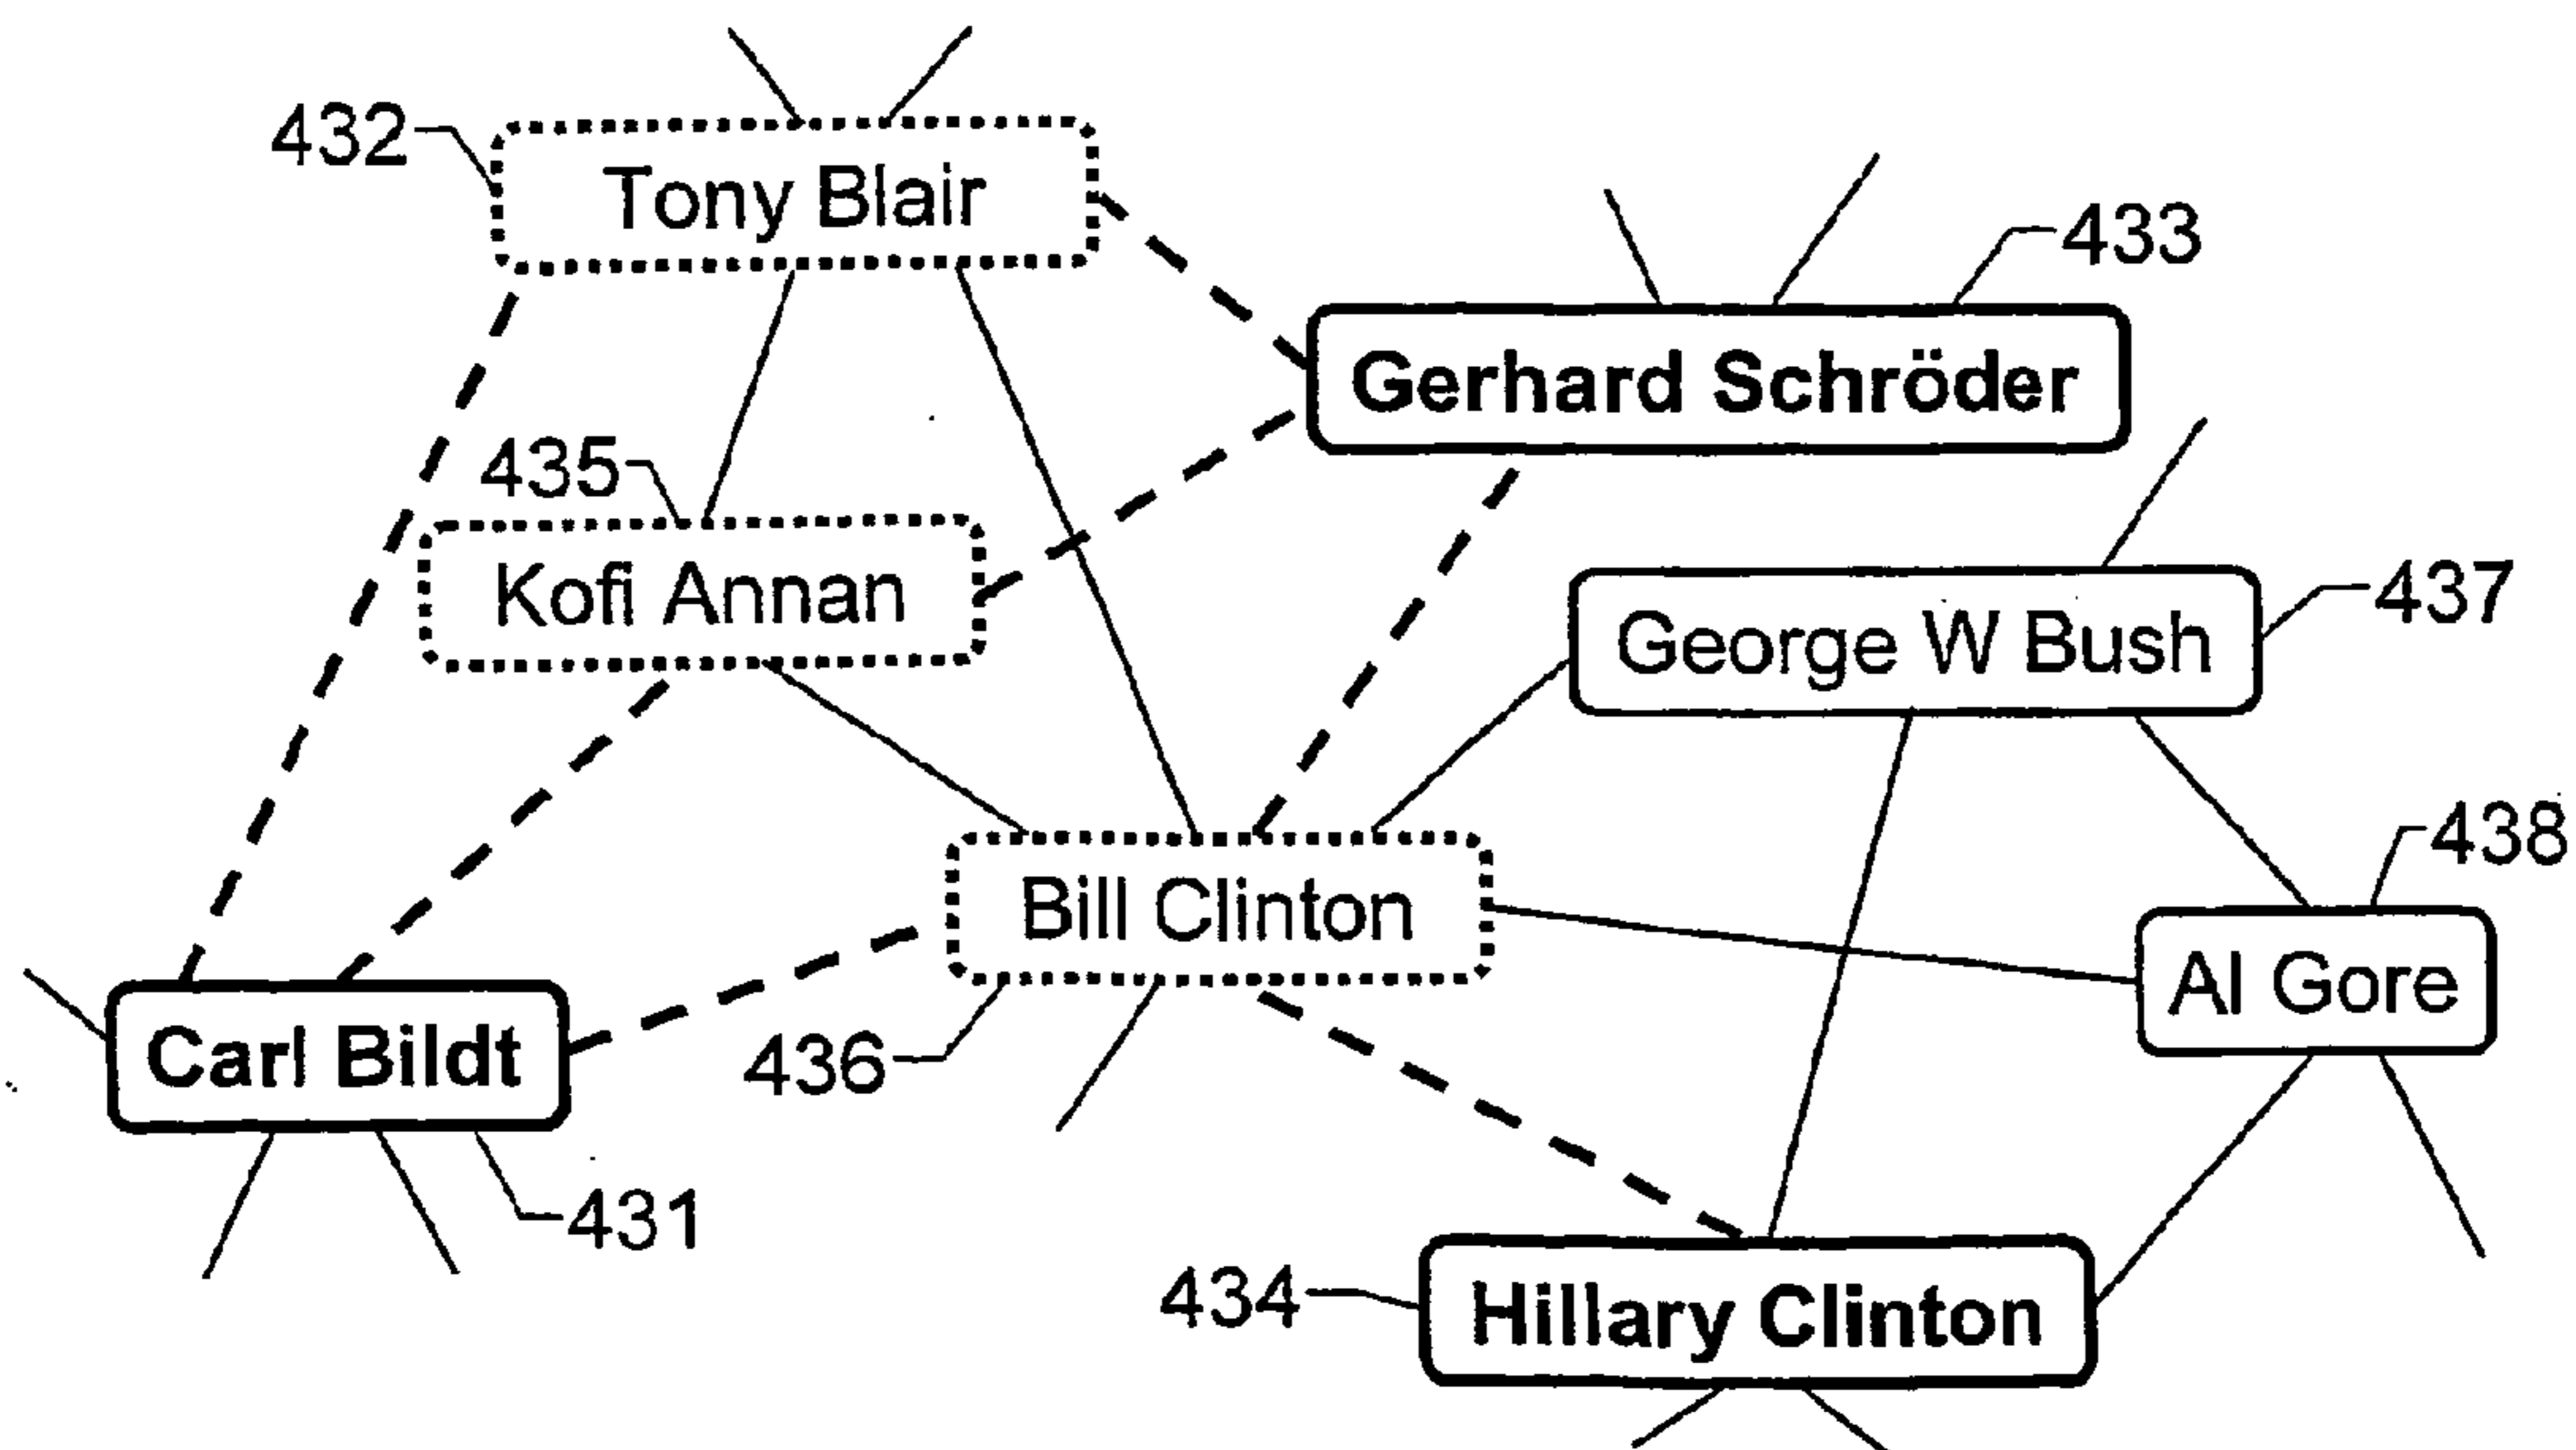 432
Tony Blair
433
Gerhard Schröder
435
Kofi Annan
George W Bush
437
438
Bill Clinton
Al Gore
Carl Bildt
436
431
434
Hillary Clinton